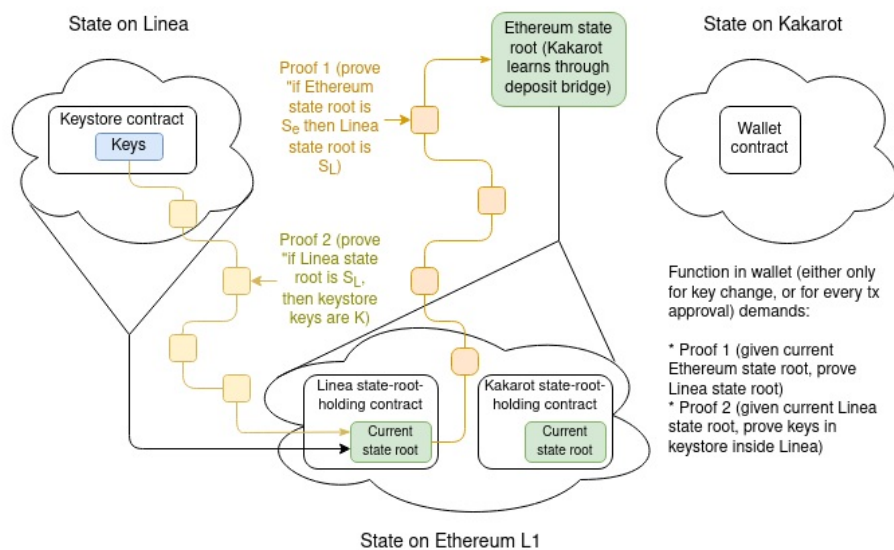 State on Linea
Keystore contract
Keys
Proof 1 (prove
"if Ethereum
state root is
Se then Linea
state root is
SL)
Ethereum state
root (Kakarot
learns through
deposit bridge)
State on Kakarot
Wallet
contract
Proof 2 (prove
"if Linea state
root is SL,
then keystore
keys are K)
Function in wallet (either only
for key change, or for every tx
approval) demands:
* Proof 1 (given current
Ethereum state root, prove
Linea state root)
* Proof 2 (given current Linea
state root, prove keys in
keystore inside Linea)
Linea state-root-
holding contract
Current
state root
Kakarot state-root-
holding contract
Current
state root
State on Ethereum L1